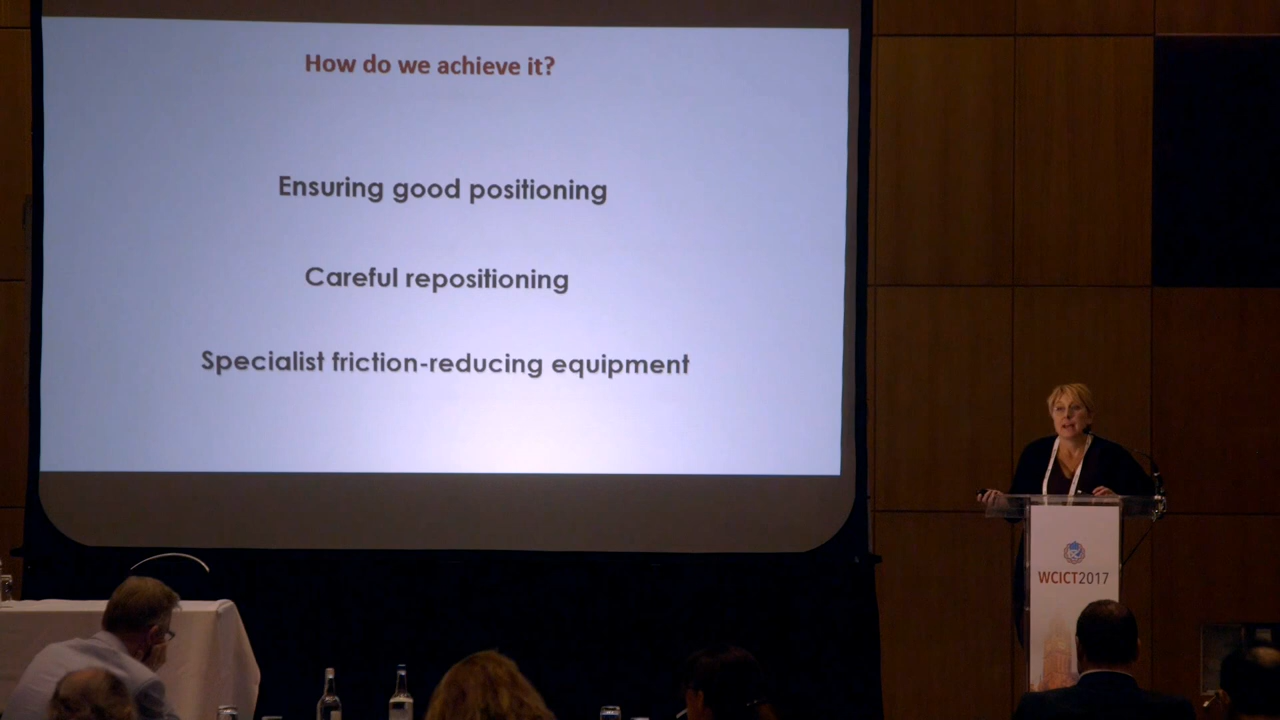 How do we achieve it?
Ensuring good positioning
Careful repositioning
Specialist friction-reducing equipment
WCICT2017